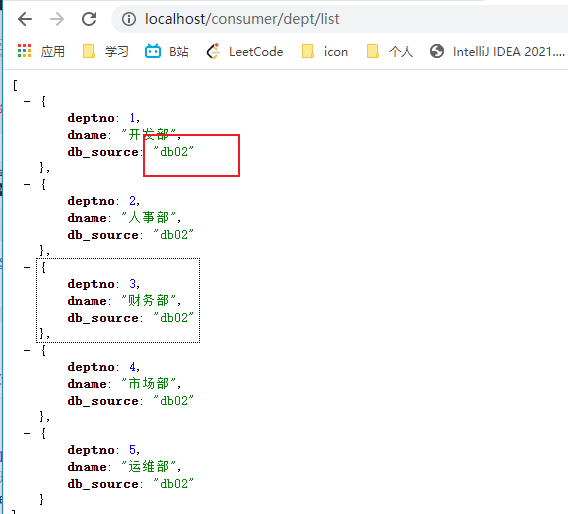 localhost/consumer/dept/list
应用 学习 B站 LeetCode icon 个人 IntelliJ IDEA 2021....
[
- {
deptno: 1,
dname: "开发部",
db_source: "db02"
},
- {
deptno: 2,
dname: "人事部",
db_source: "db02"
},
- {
deptno: 3,
dname: "财务部",
db_source: "db02"
},
- {
deptno: 4,
dname: "市场部",
db_source: "db02"
},
- {
deptno: 5,
dname: "运维部",
db_source: "db02"
}